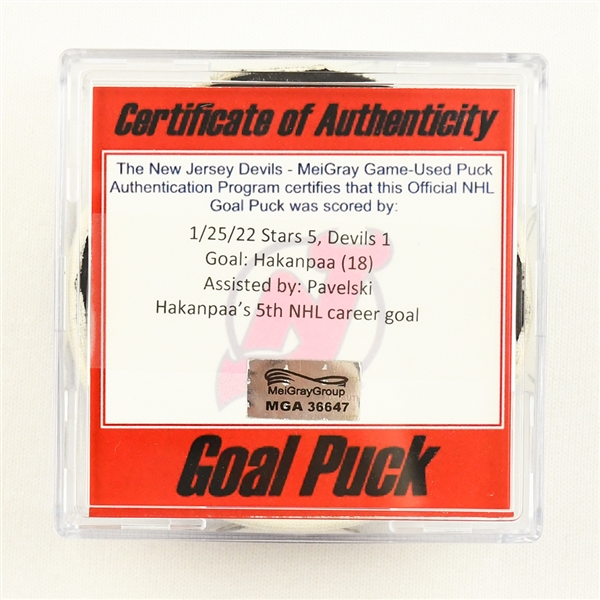 Certificate of Authenticity
The New Jersey Devils - MeiGray Game-Used Puck
Authentication Program certifies that this Official NHL
Goal Puck was scored by:
1/25/22 Stars 5, Devils 1
Goal: Hakanpaa (18)
Assisted by: Pavelski
Hakanpaa's 5th NHL career goal
MeiGrayGroup
MGA 36647
Goal Puck